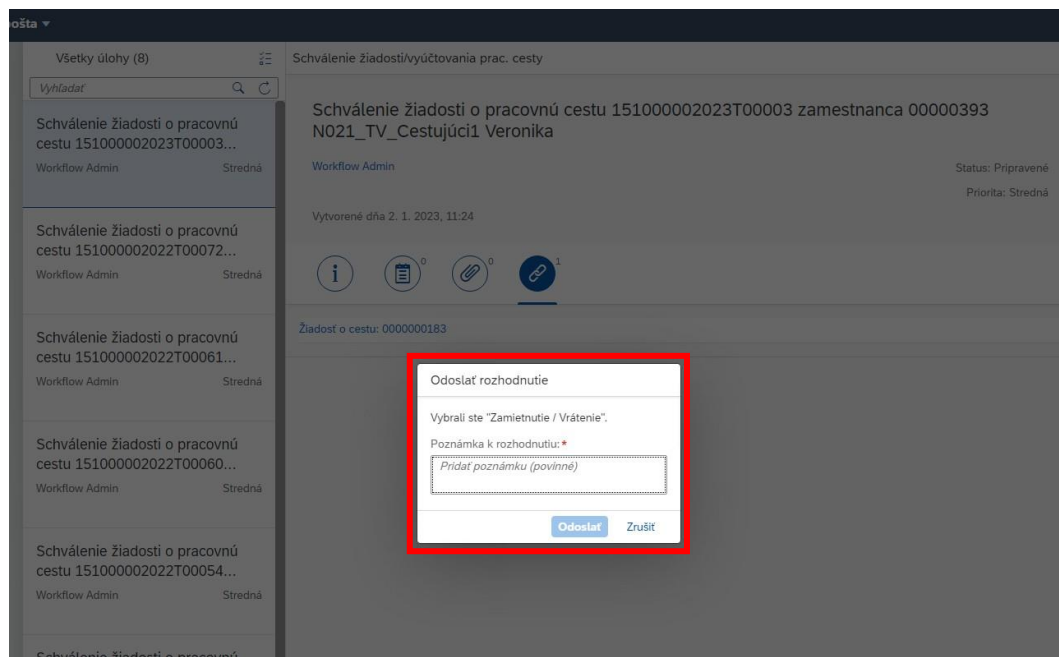 ošta
Všetky úlohy (8)
Vyhľadať
Schválenie žiadosti o pracovnú
cestu 151000002023T00003...
Workflow Admin Stredná
Schválenie žiadosti o pracovnú
cestu 151000002022T00072...
Workflow Admin Stredná
Schválenie žiadosti o pracovnú
cestu 151000002022T00061...
Workflow Admin Stredná
Schválenie žiadosti o pracovnú
cestu 151000002022T00060...
Workflow Admin Stredná
Schválenie žiadosti o pracovnú
cestu 151000002022T00054...
Workflow Admin Stredná
Schválenie žiadosti/vyúčtovania prac. cesty
Schválenie žiadosti o pracovnú cestu 151000002023T00003 zamestnanca 00000393
N021_TV_Cestujúci1 Veronika
Workflow Admin
Status: Pripravené
Priorita: Stredná
Vytvorené dňa 2. 1. 2023, 11:24
0 0 1
Žiadosť o cestu: 0000000183
Odoslať rozhodnutie
Vybrali ste "Zamietnutie / Vrátenie".
Poznámka k rozhodnutiu:*
Pridať poznámku (povinné)
Odoslať Zrušiť